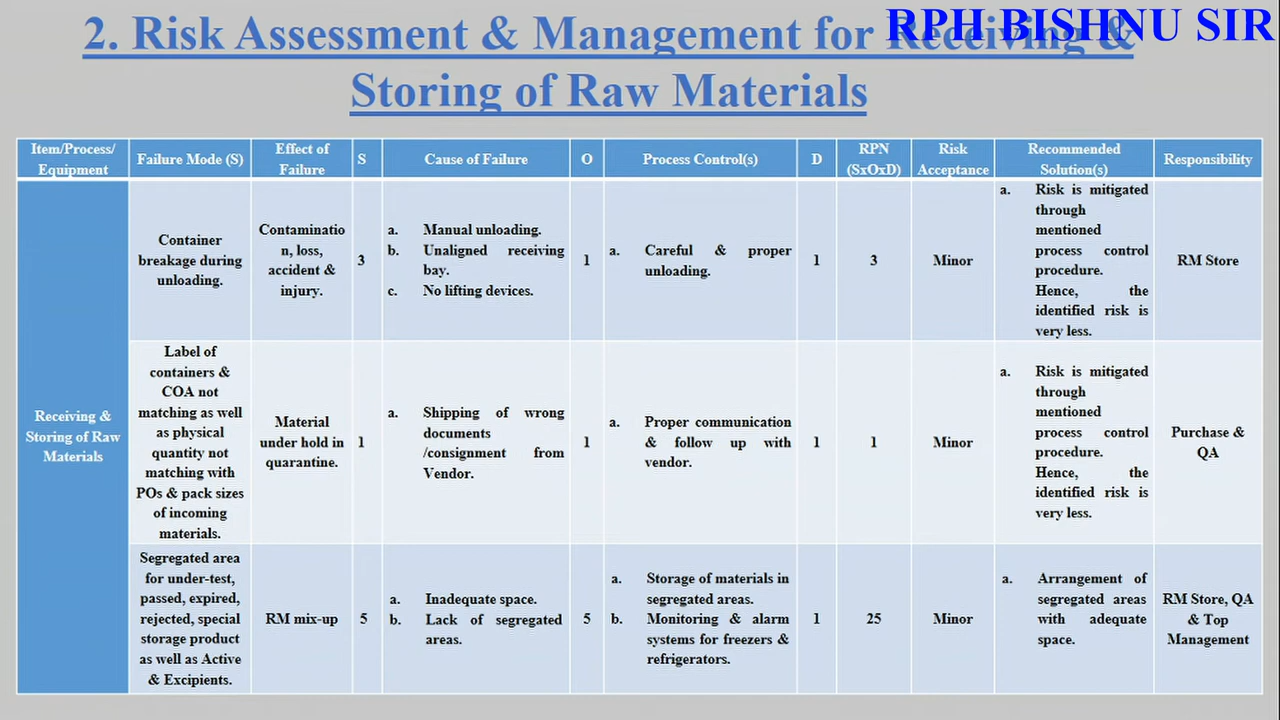 RPH BISHNU SIR
2. Risk Assessment & Management for Receiving &
Storing of Raw Materials
Item/Process/
Equipment
Failure Mode (S)
Effect of
Failure
S
Cause of Failure
O
Process Control(s)
D
RPN
(SxOxD)
Risk
Acceptance
Recommended
Solution(s)
Responsibility
Receiving &
Storing of Raw
Materials
Container
breakage during
unloading.
Contaminatio
n, loss,
accident &
injury.
3
a. Manual unloading.
b. Unaligned receiving
bay.
c. No lifting devices.
1
a. Careful & proper
unloading.
1
3
Minor
a. Risk is mitigated
through
mentioned
process control
procedure.
Hence, the
identified risk is
very less.
RM Store
Label of
containers &
COA not
matching as well
as physical
quantity not
matching with
POs & pack sizes
of incoming
materials.
Material
under hold in
quarantine.
1
a. Shipping of wrong
documents
/consignment from
Vendor.
1
a. Proper communication
& follow up with
vendor.
1
1
Minor
a. Risk is mitigated
through
mentioned
process control
procedure.
Hence, the
identified risk is
very less.
Purchase &
QA
Segregated area
for under-test,
passed, expired,
rejected, special
storage product
as well as Active
& Excipients.
RM mix-up
5
a. Inadequate space.
b. Lack of segregated
areas.
5
a. Storage of materials in
segregated areas.
b. Monitoring & alarm
systems for freezers &
refrigerators.
1
25
Minor
a. Arrangement of
segregated areas
with adequate
space.
RM Store, QA
& Top
Management